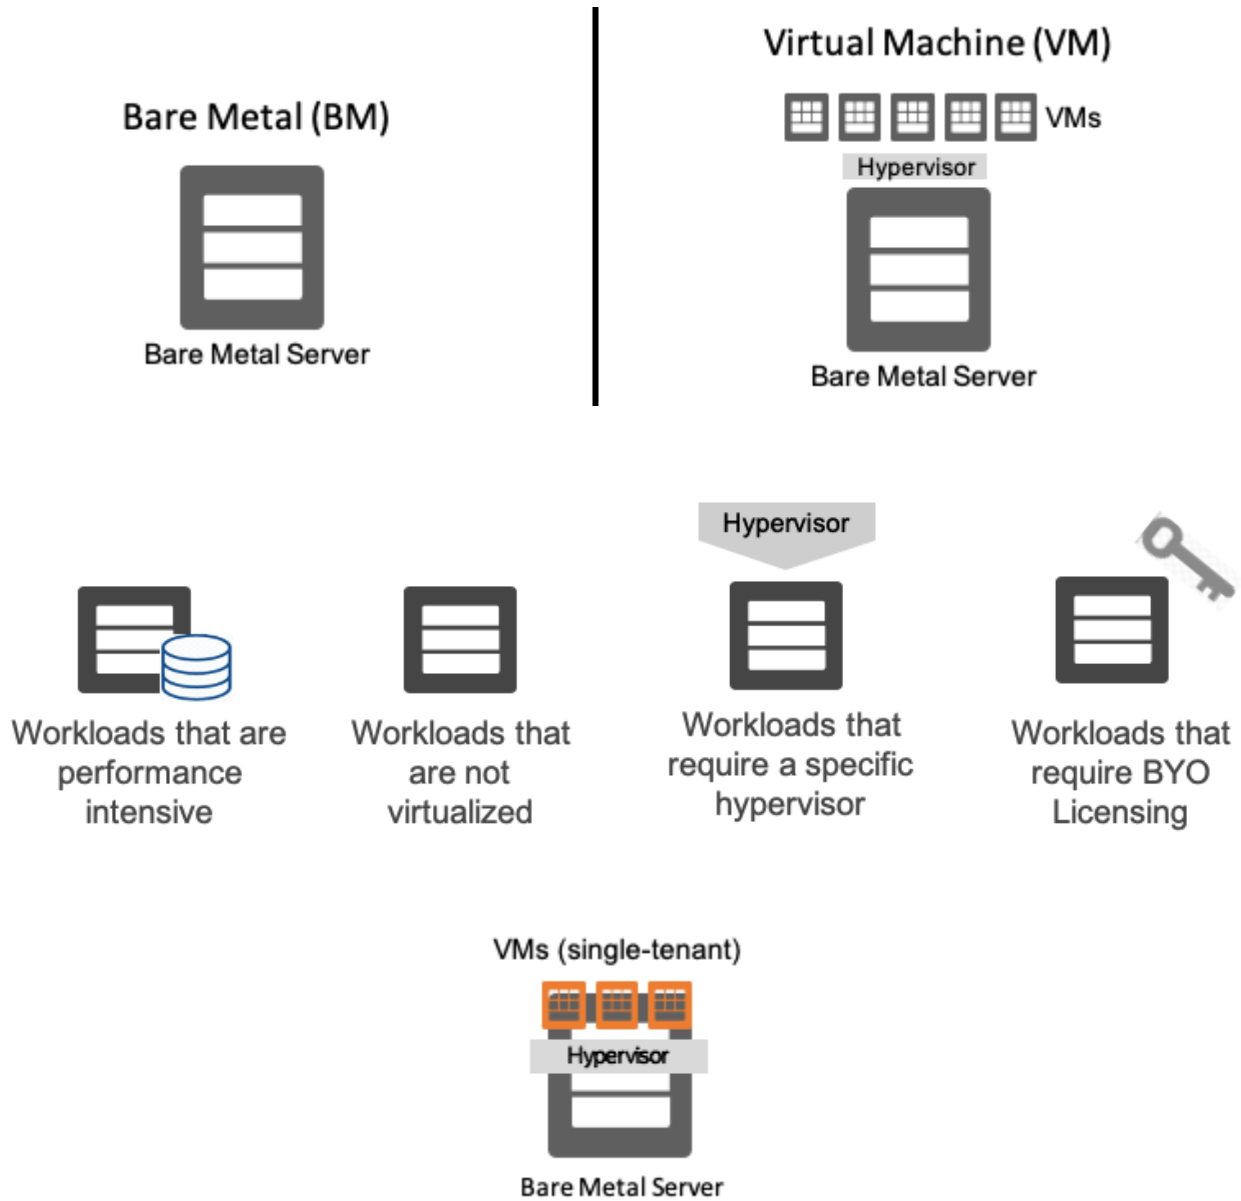 Bare Metal (BM)
Bare Metal Server
Virtual Machine (VM)
VMs
Hypervisor
Bare Metal Server
Workloads that are
performance
intensive
Workloads that
are not
virtualized
Hypervisor
Workloads that
require a specific
hypervisor
Workloads that
require BYO
Licensing
VMs (single-tenant)
Hypervisor
Bare Metal Server